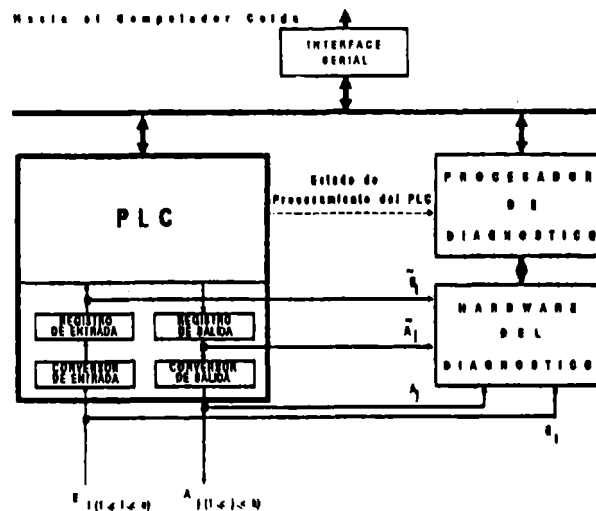 Hacia el Computador Guía
INTERFACE
SERIAL
PLC
Estado de
Procesamiento del PLC
PROCESADOR
DE
DIAGNOSTICO
REGISTRO
DE ENTRADA
REGISTRO
DE SALIDA
CONVERSOR
DE ENTRADA
CONVERSOR
DE SALIDA
HARDWARE
DEL
DIAGNOSTICO
Ã
A
E
A